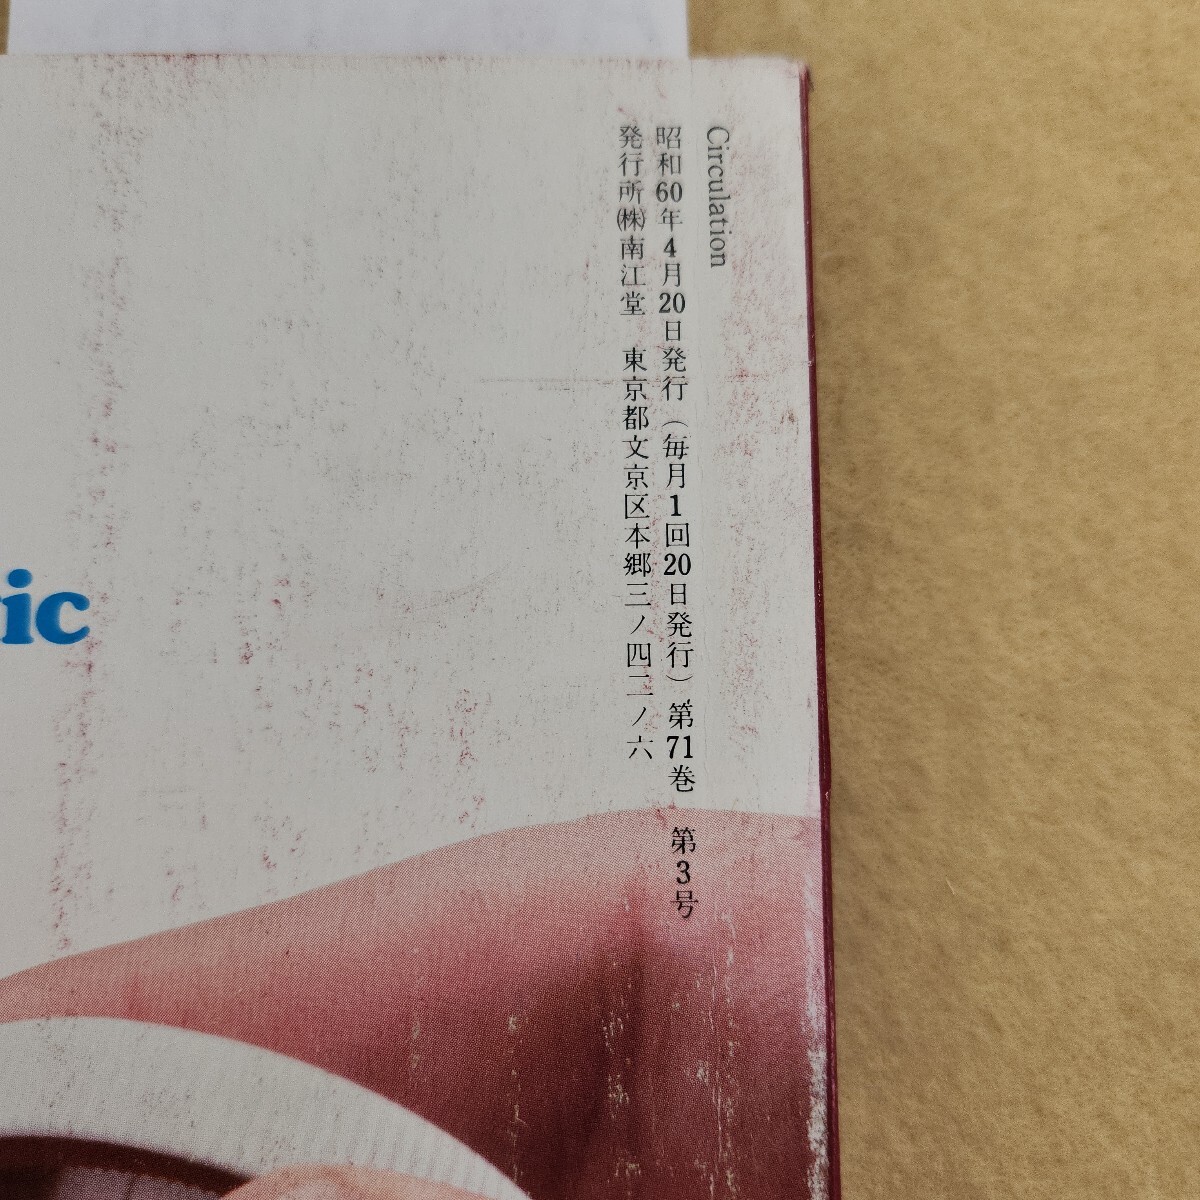 Circulation
昭和60年4月20日発行（毎月1回20日発行）第71巻　第3号
発行所㈱南江堂　東京都文京区本郷三ノ四二ノ六
ic